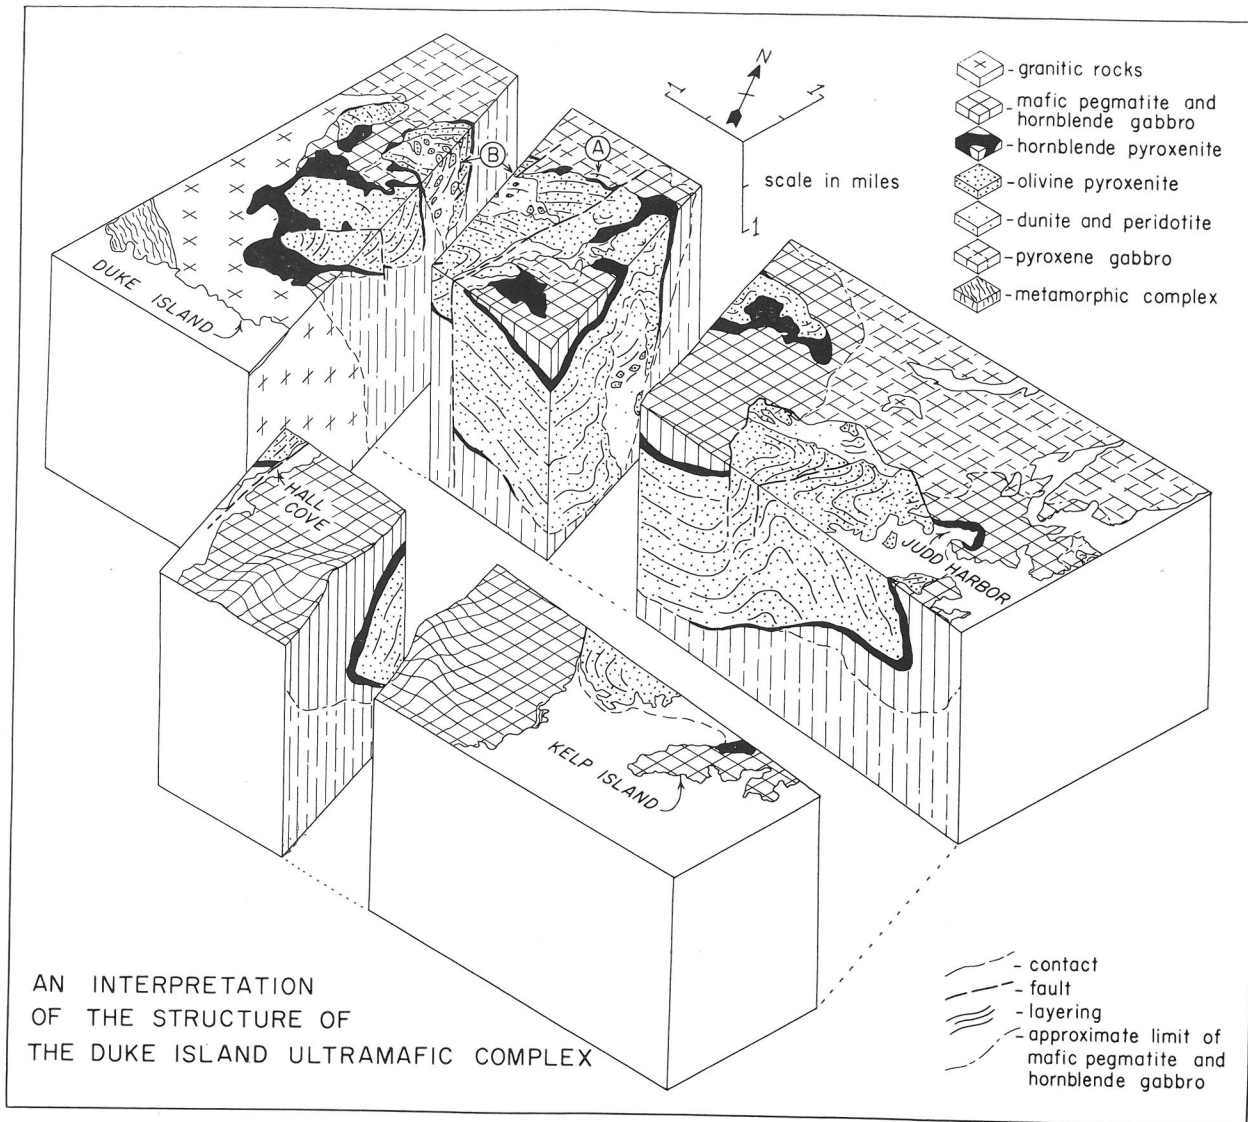 N
1
1
scale in miles
1
- granitic rocks
- mafic pegmatite and
hornblende gabbro
- hornblende pyroxenite
- olivine pyroxenite
- dunite and peridotite
- pyroxene gabbro
- metamorphic complex
A
B
DUKE ISLAND
HALL
COVE
JUDD HARBOR
KELP ISLAND
AN INTERPRETATION
OF THE STRUCTURE OF
THE DUKE ISLAND ULTRAMAFIC COMPLEX
- contact
- fault
- layering
- approximate limit of
mafic pegmatite and
hornblende gabbro